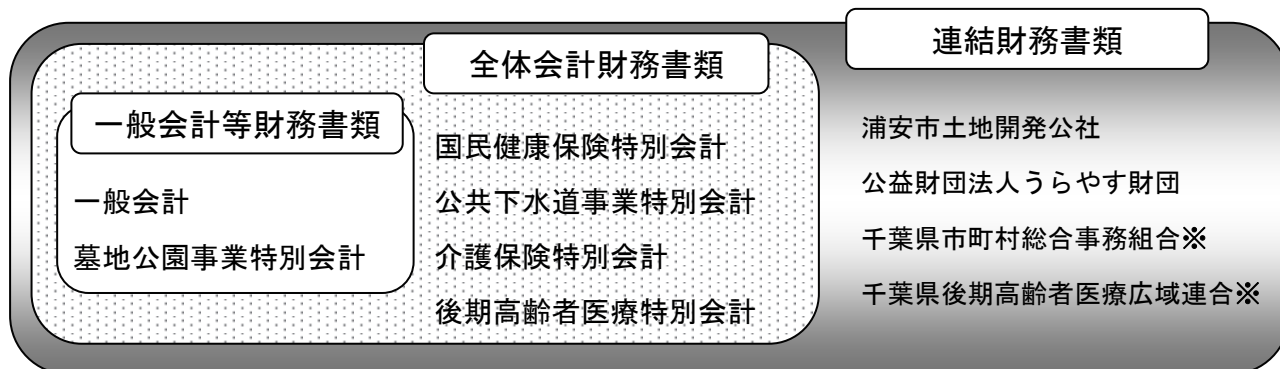 連結財務書類
全体会計財務書類
一般会計等財務書類
一般会計
墓地公園事業特別会計
国民健康保険特別会計
公共下水道事業特別会計
介護保険特別会計
後期高齢者医療特別会計
浦安市土地開発公社
公益財団法人うらやす財団
千葉県市町村総合事務組合※
千葉県後期高齢者医療広域連合※